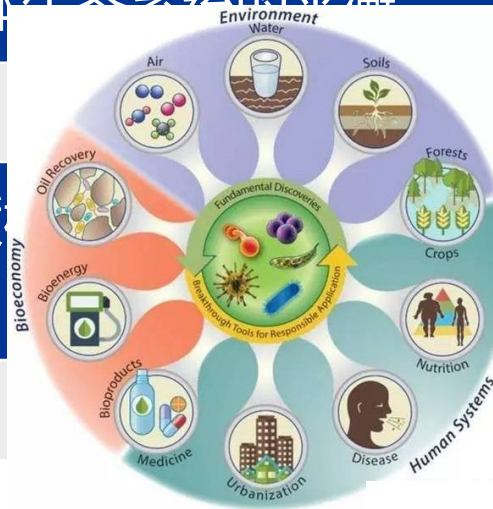 Environment
Water
Air
Soils
Oil Recovery
Forests
Fundamental Discoveries
Crops
Bioeconomy
Bioenergy
Breakthrough Tools for Responsible Application
Nutrition
Bioproducts
Human Systems
Medicine
Disease
Urbanization